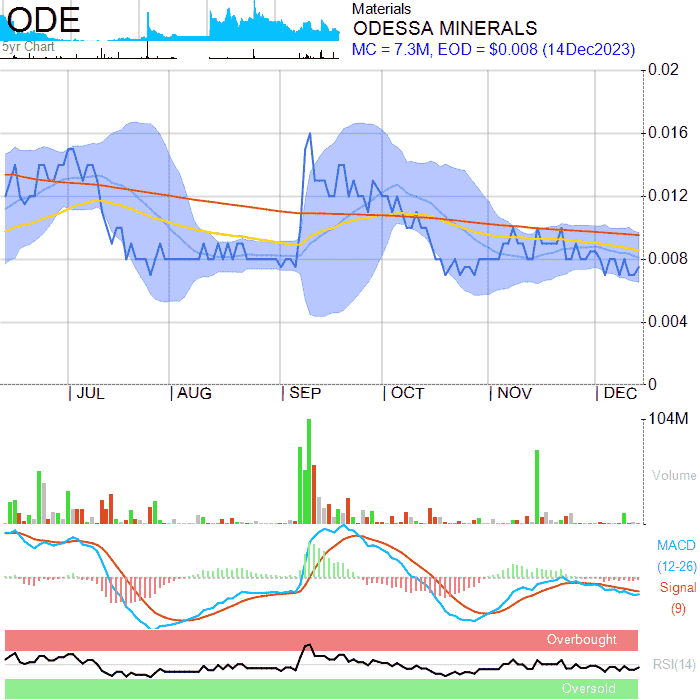 ODE
5yr Chart
Materials
ODESSA MINERALS
MC = 7.3M, EOD = $0.008 (14Dec2023)
0.02
0.016
0.012
0.008
0.004
0
JUL AUG SEP OCT NOV DEC
104M
Volume
MACD
(12-26)
Signal
(9)
Overbought
RSI(14)
Oversold